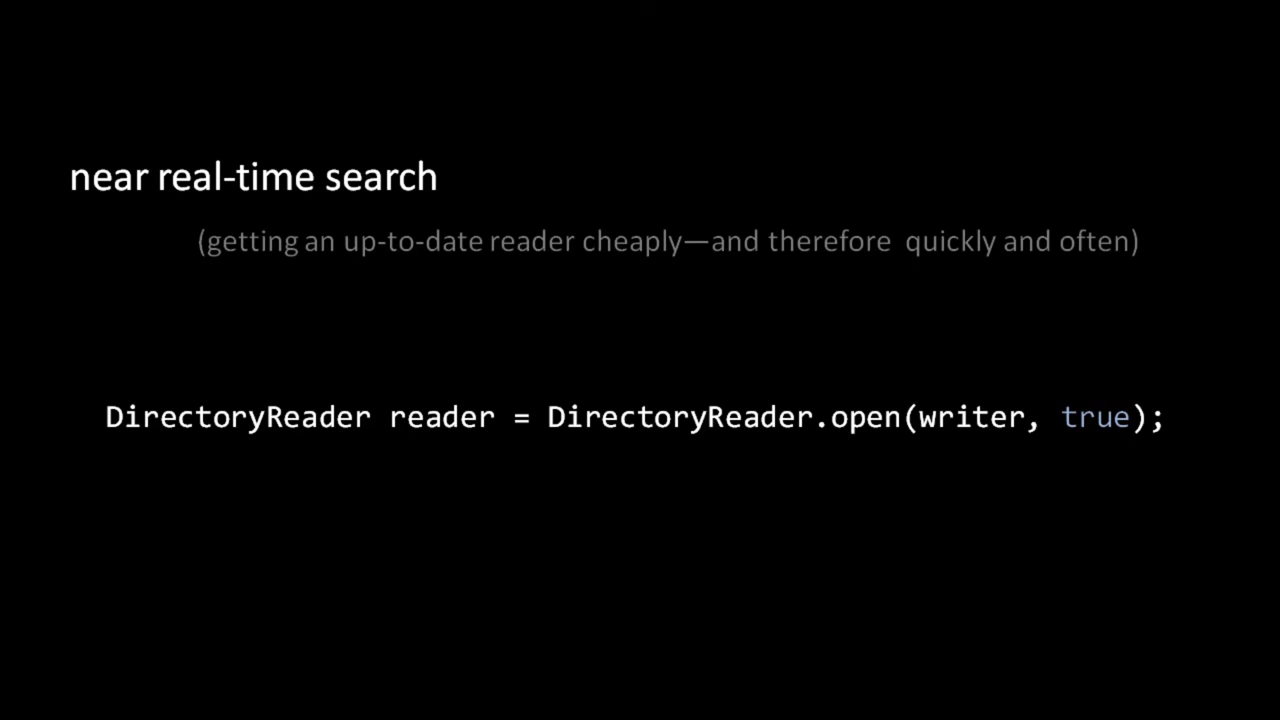 near real-time search
(getting an up-to-date reader cheaply—and therefore quickly and often)
DirectoryReader reader = DirectoryReader.open(writer, true);